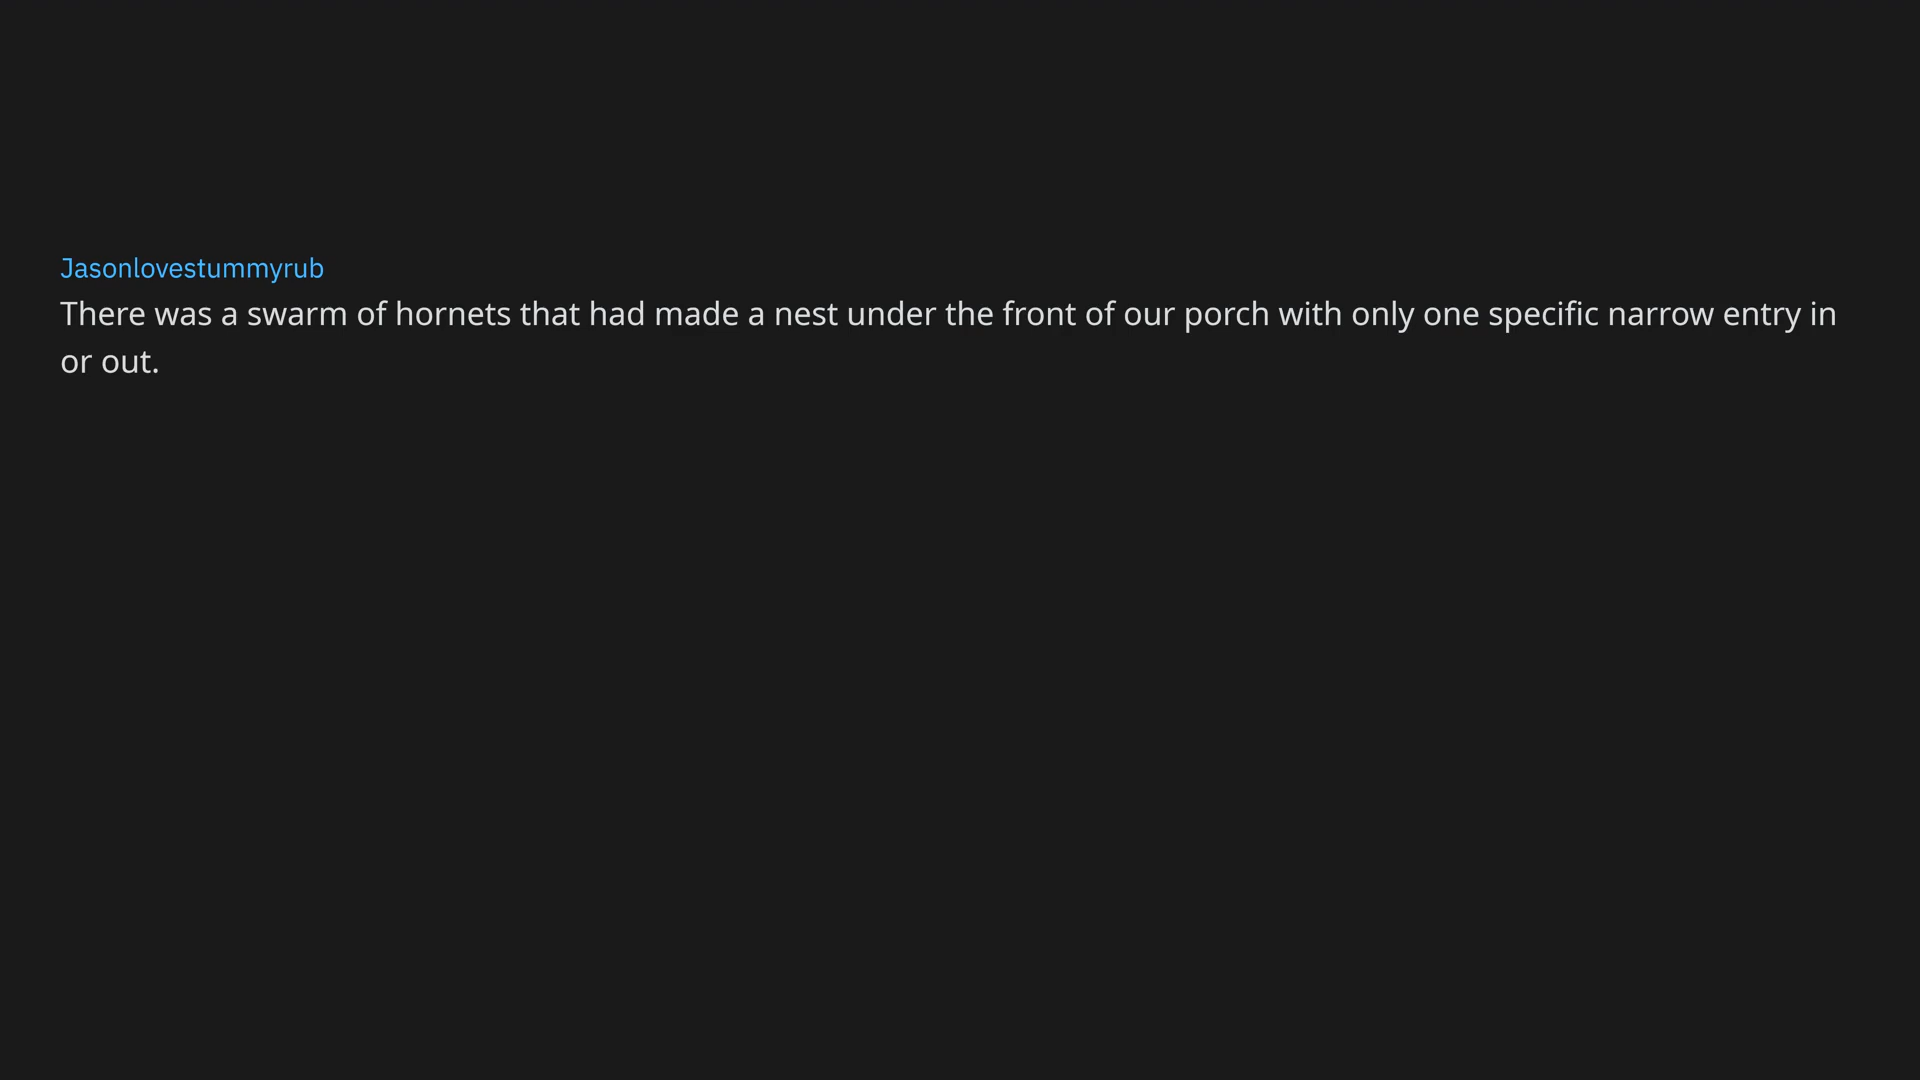 Jasonlovestummyrub
There was a swarm of hornets that had made a nest under the front of our porch with only one specific narrow entry in
or out.